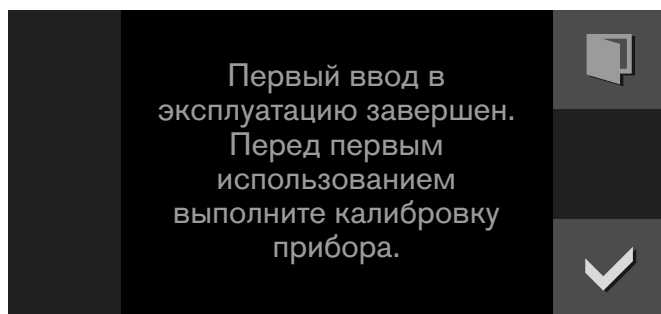 Первый ввод в
эксплуатацию завершен.
Перед первым
использованием
выполните калибровку
прибора.